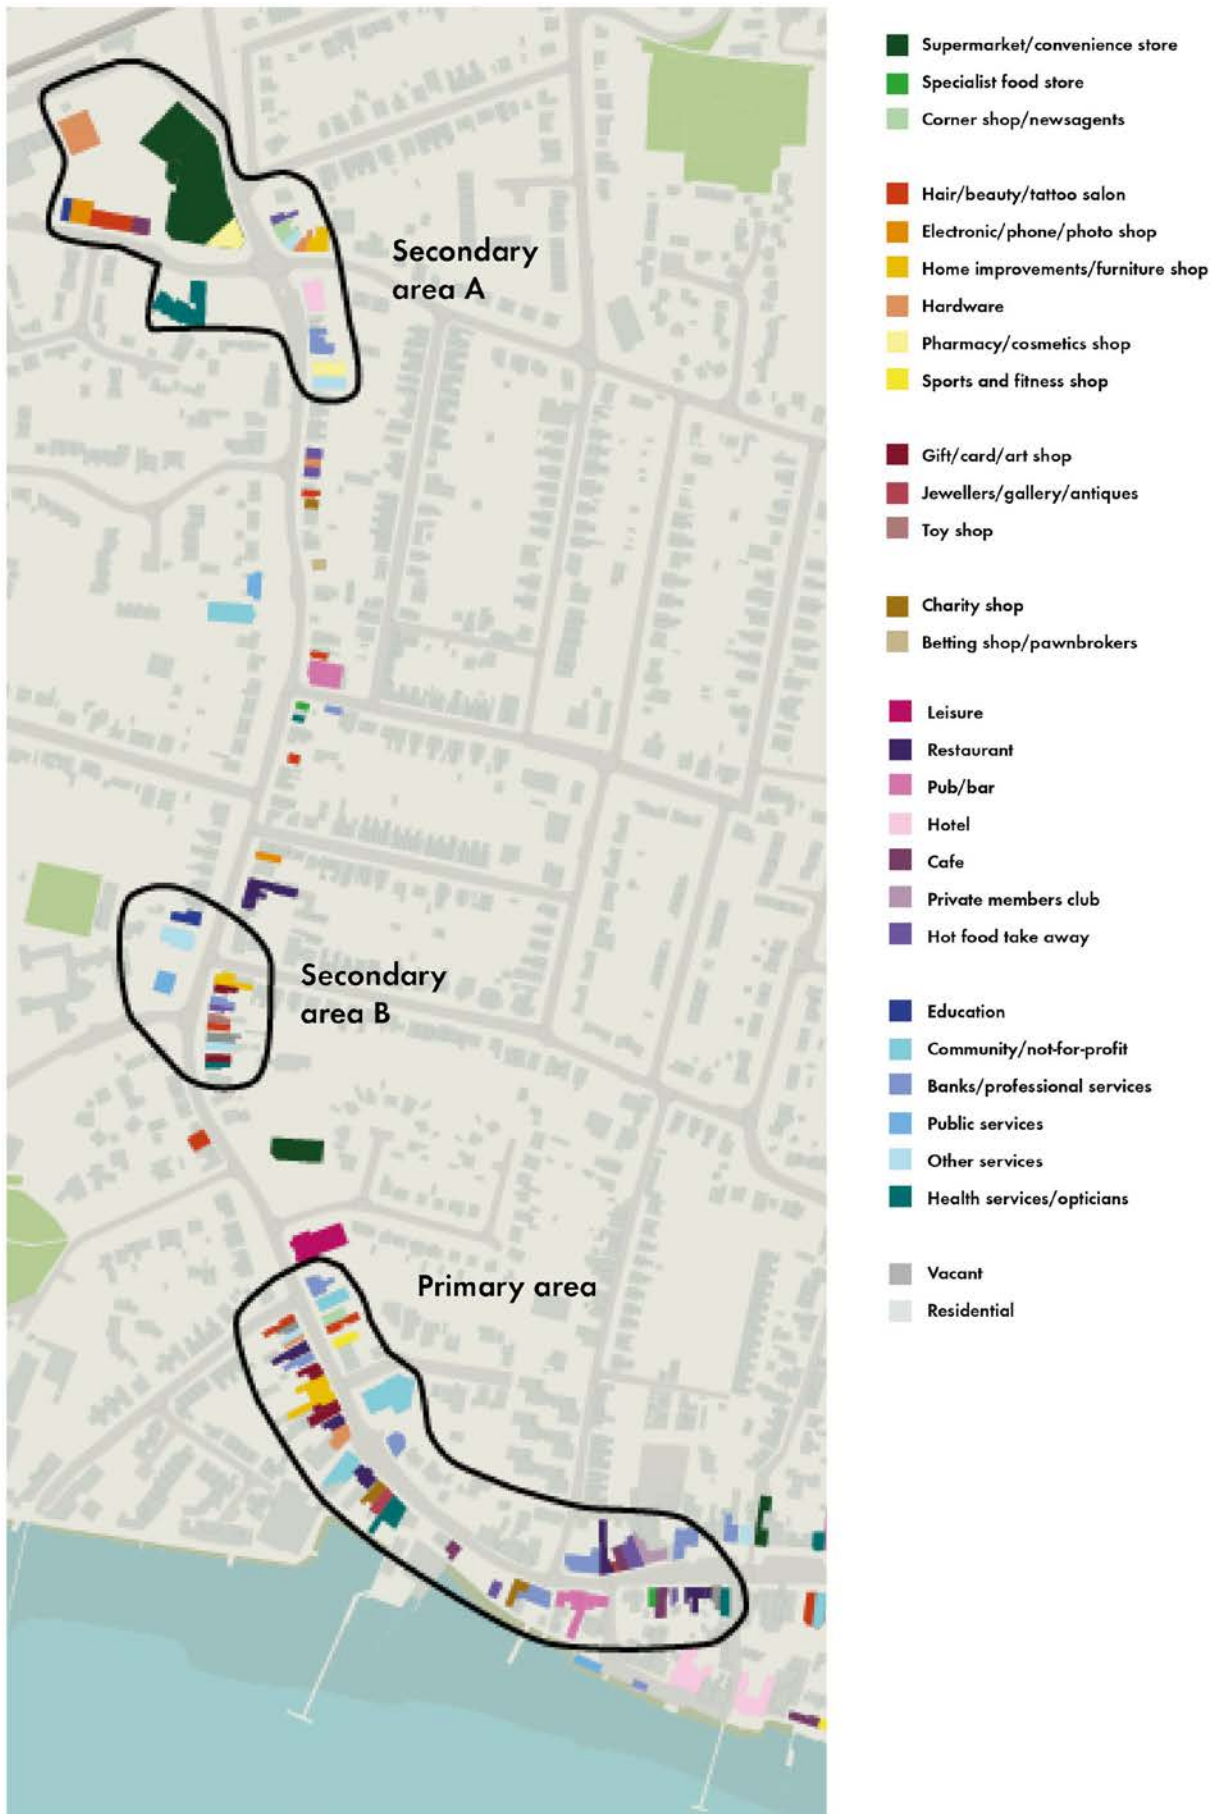 Secondary
area A
Secondary
area B
Primary area
Supermarket/convenience store
Specialist food store
Corner shop/newsagents
Hair/beauty/tattoo salon
Electronic/phone/photo shop
Home improvements/furniture shop
Hardware
Pharmacy/cosmetics shop
Sports and fitness shop
Gift/card/art shop
Jewellers/gallery/antiques
Toy shop
Charity shop
Betting shop/pawnbrokers
Leisure
Restaurant
Pub/bar
Hotel
Cafe
Private members club
Hot food take away
Education
Community/not-for-profit
Banks/professional services
Public services
Other services
Health services/opticians
Vacant
Residential